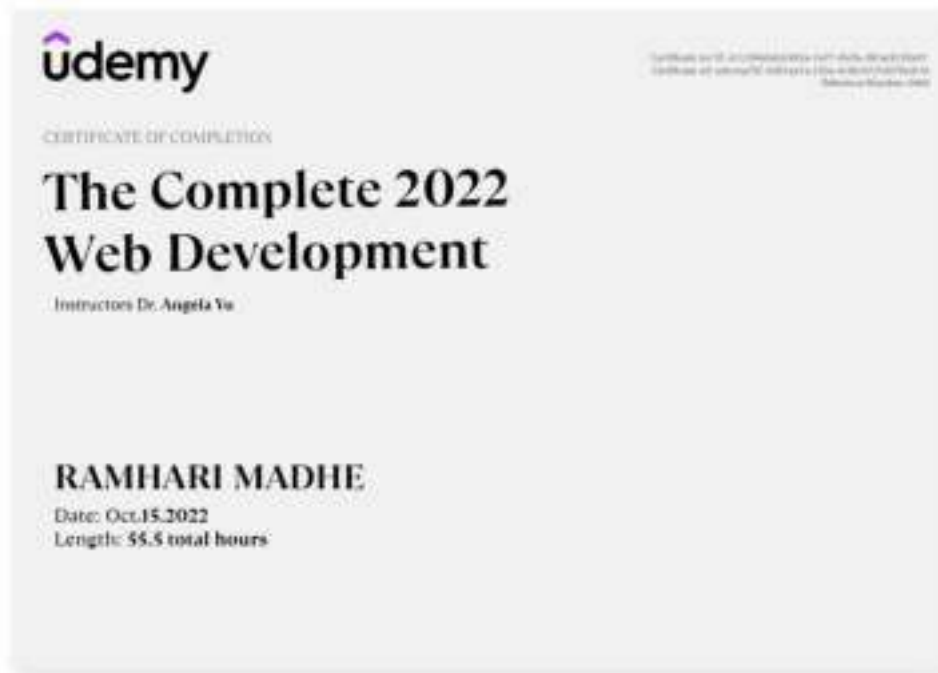 udemy
CERTIFICATE OF COMPLETION
The Complete 2022
Web Development
Instructors Dr. Angela Yu
RAMHARI MADHE
Date: Oct.15.2022
Length: 55.5 total hours